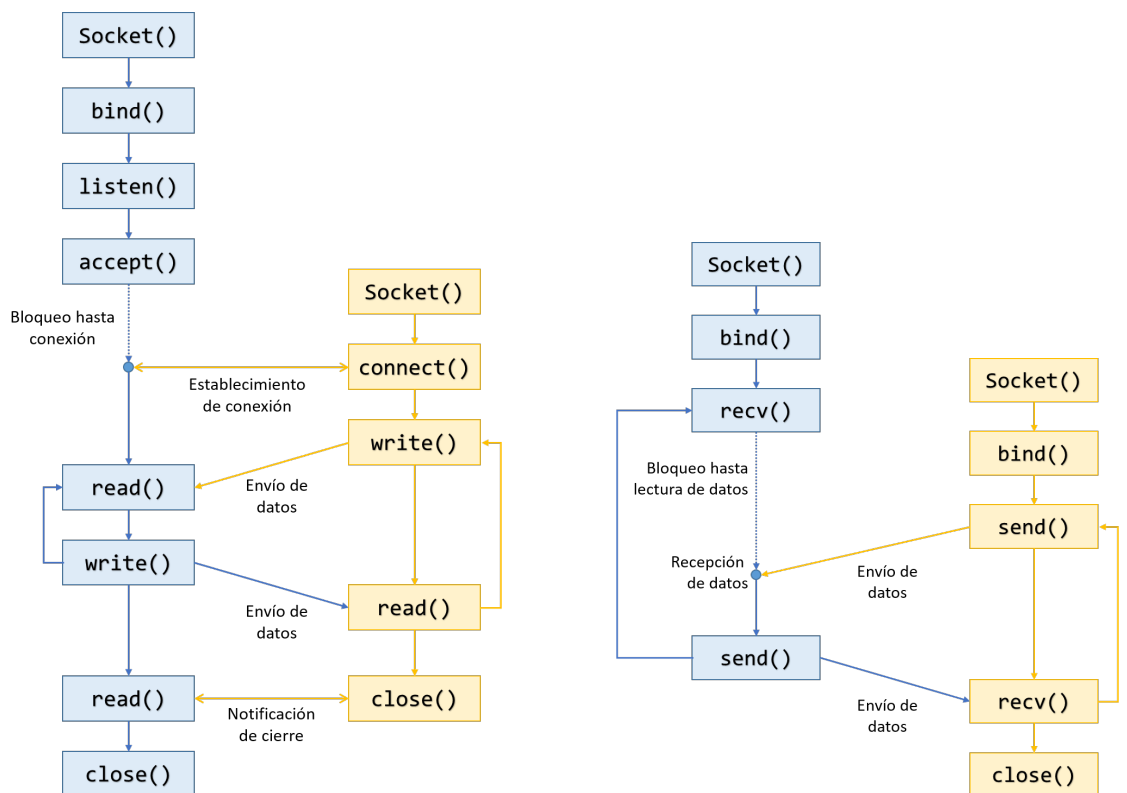 Socket()
bind()
listen()
accept()
Bloqueo hasta
conexión
Socket()
connect()
Establecimiento
de conexión
write()
read()
Envío de
datos
write()
Envío de
datos
read()
read()
close()
Notificación
de cierre
close()
Socket()
bind()
recv()
Bloqueo hasta
lectura de datos
Socket()
bind()
send()
Recepción
de datos
Envío de
datos
send()
Envío de
datos
recv()
close()